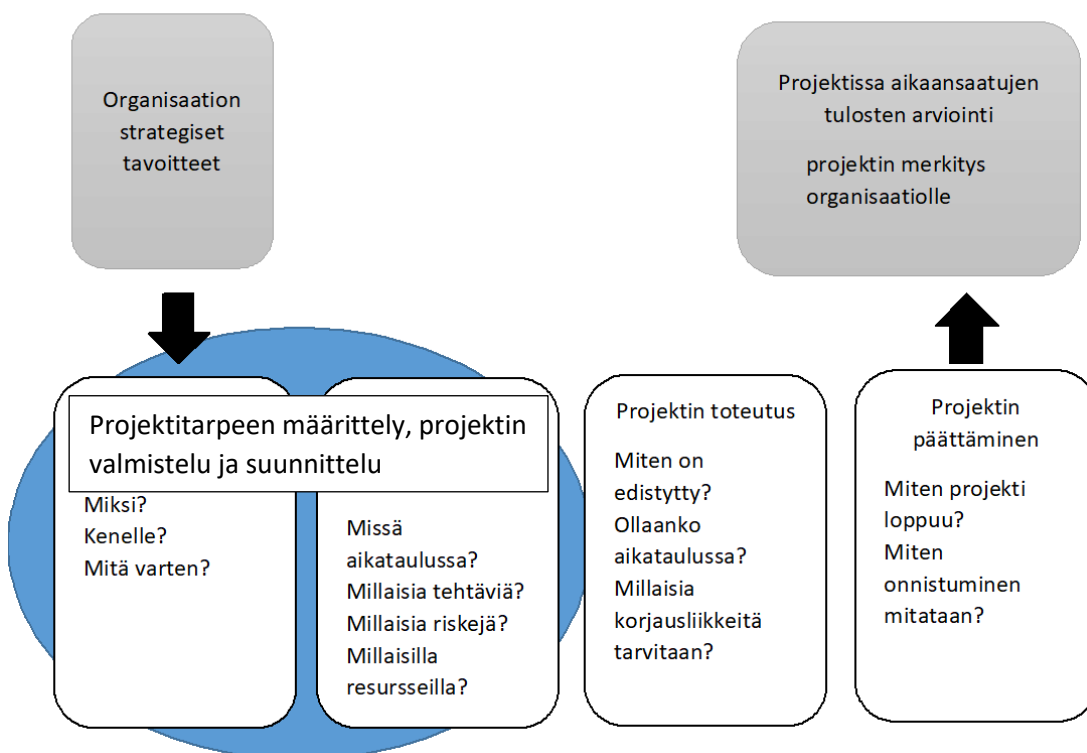 Organisaation
strategiset
tavoitteet
Projektissa aikaansaatujen
tulosten arviointi
projektin merkitys
organisaatiolle
Projektitarpeen määrittely, projektin
valmistelu ja suunnittelu
Miksi?
Kenelle?
Mitä varten?
Missä
aikataulussa?
Millaisia tehtäviä?
Millaisia riskejä?
Millaisilla
resursseilla?
Projektin toteutus
Miten on
edistytty?
Ollaanko
aikataulussa?
Millaisia
korjausliikkeitä
tarvitaan?
Projektin
päättäminen
Miten projekti
loppuu?
Miten
onnistuminen
mitataan?